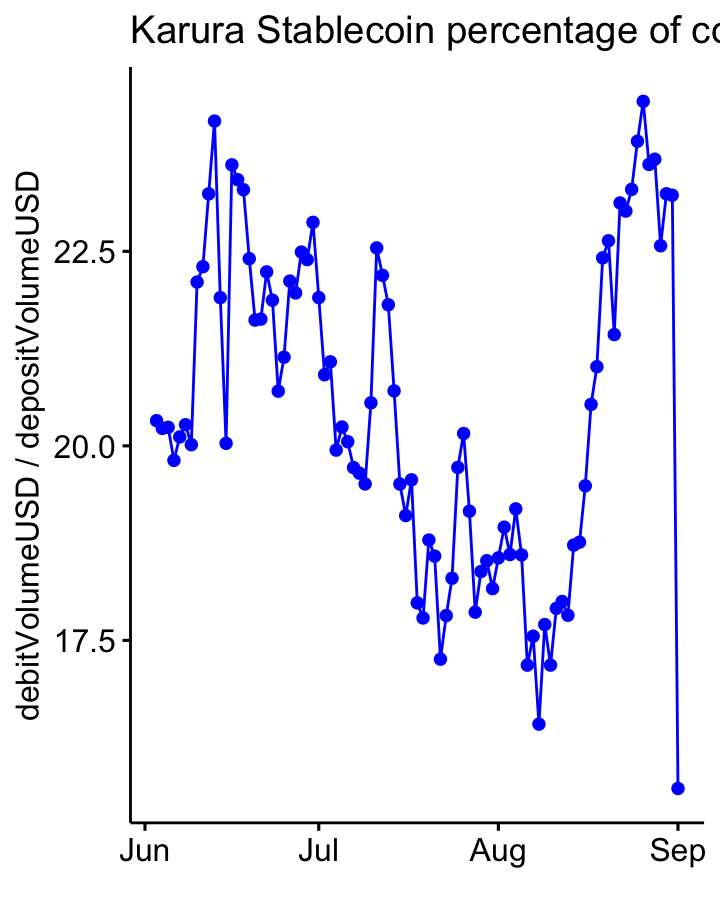 Karura Stablecoin percentage of co
debitVolumeUSD / depositVolumeUSD
22.5
20.0
17.5
Jun Jul Aug Sep